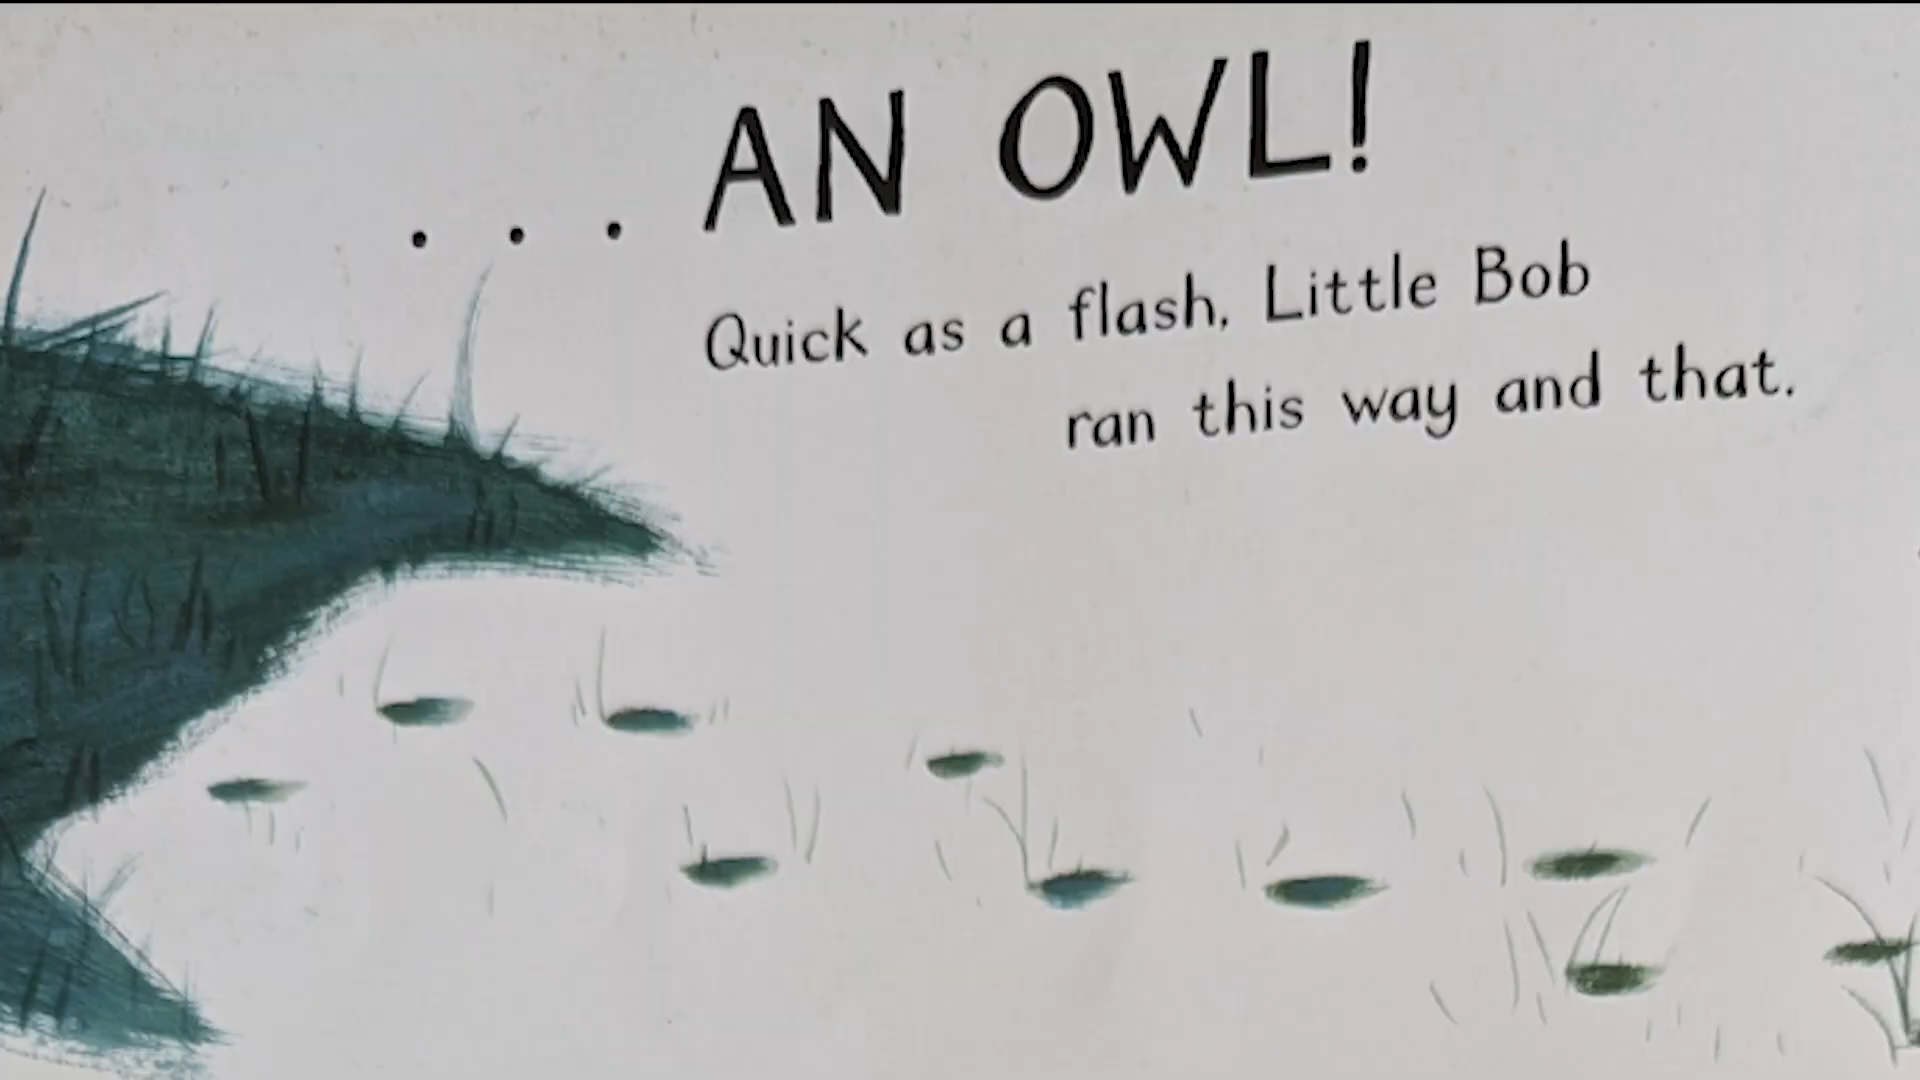 . . . AN OWL!
Quick as a flash, Little Bob
ran this way and that.